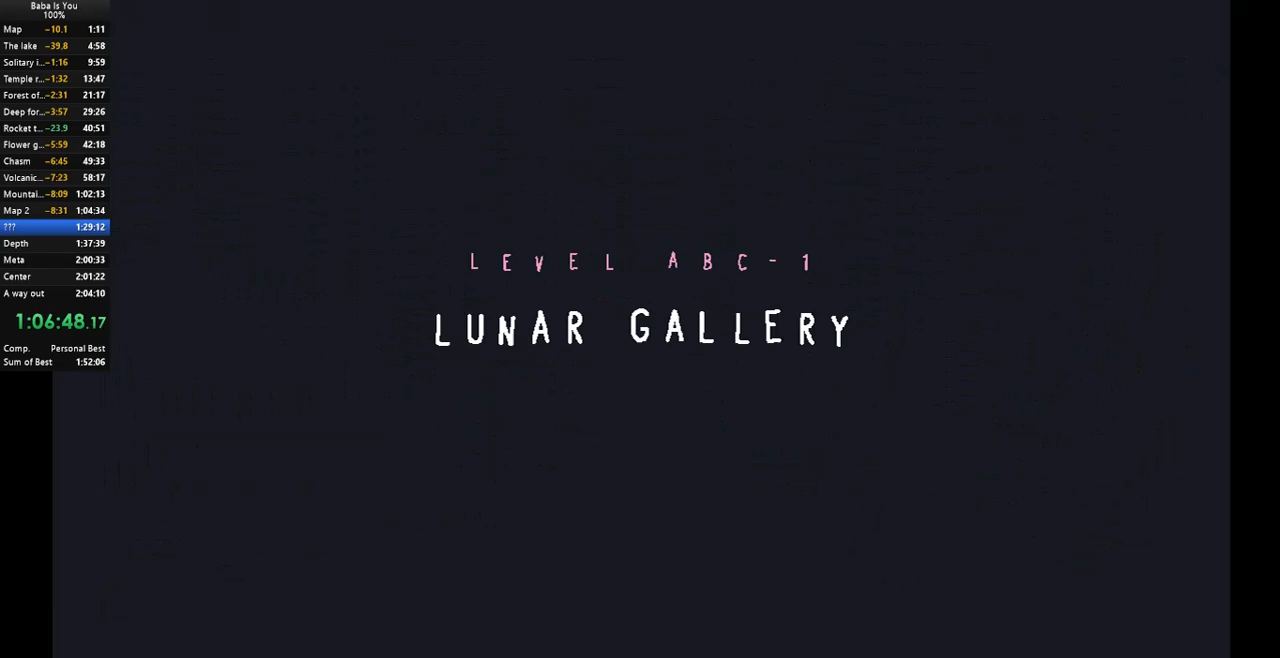 Baba Is You
100%
Map −10.1 1:11
The lake −39.8 4:58
Solitary i... −1:16 9:59
Temple r... −1:32 13:47
Forest of... −2:31 21:17
Deep for... −3:57 29:26
Rocket t... −23.9 40:51
Flower g... −5:59 42:18
Chasm −6:45 49:33
Volcanic... −7:23 58:17
Mountai... −8:09 1:02:13
Map 2 −8:31 1:04:34
??? 1:29:12
Depth 1:37:39
Meta 2:00:33
Center 2:01:22
A way out 2:04:10
1:06:48.17
Comp. Personal Best
Sum of Best 1:52:06
LEVEL ABC-1
LUNAR GALLERY